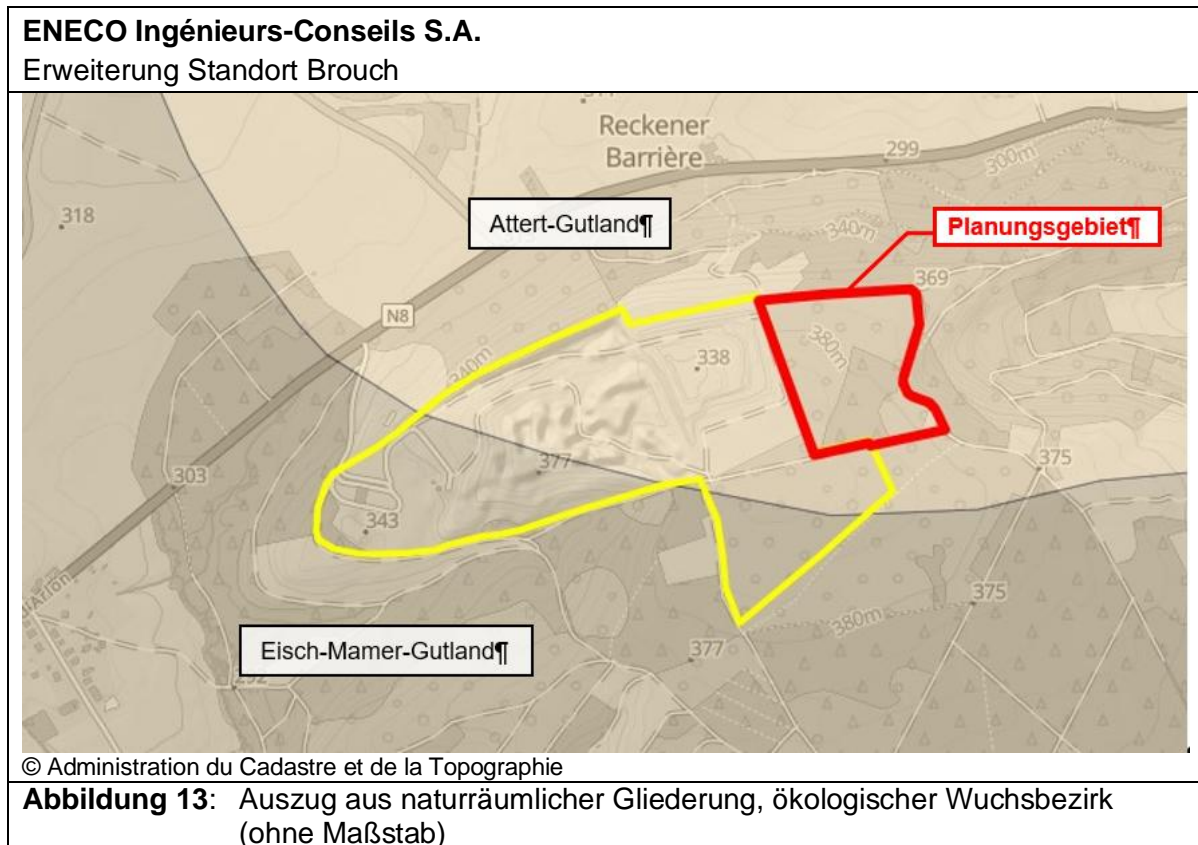 ENECO Ingénieurs-Conseils S.A.
Erweiterung Standort Brouch
Reckener
Barrière
299
300m
318
Attert-Gutland¶
340m
Planungsgebiet¶
369
N8
380m
338
340m
377
375
303
343
375
380m
Eisch-Mamer-Gutland¶
377
292
© Administration du Cadastre et de la Topographie
Abbildung 13: Auszug aus naturräumlicher Gliederung, ökologischer Wuchsbezirk
(ohne Maßstab)